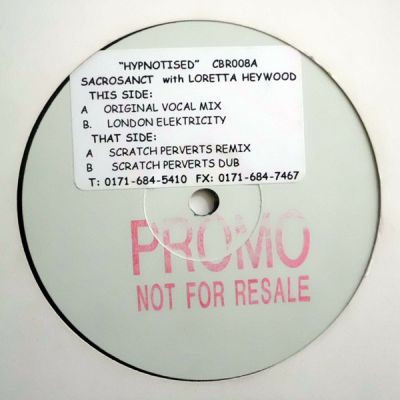 "HYPNOTISED" CBR008A
SACROSANCT with LORETTA HEYWOOD
THIS SIDE:
A ORIGINAL VOCAL MIX
B. LONDON ELEKTRICITY
THAT SIDE:
A SCRATCH PERVERTS REMIX
B SCRATCH PERVERTS DUB
T: 0171-684-5410 FX: 0171-684-7467
PROMO
NOT FOR RESALE